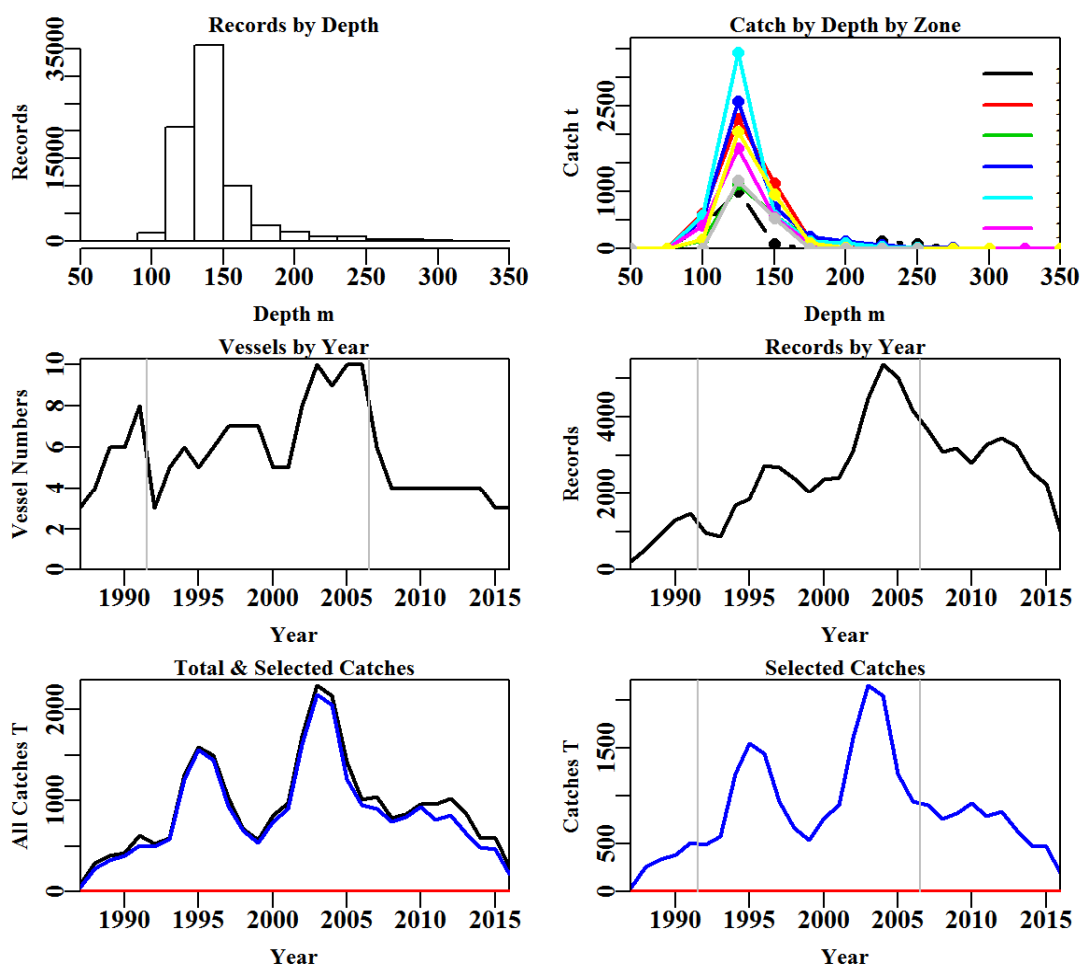 Records by Depth
Records
0
15000
35000
50 100 150 200 250 300 350
Depth m
Catch by Depth by Zone
Catch t
0
1000
2500
50 100 150 200 250 300 350
Depth m
Vessels by Year
Vessel Numbers
0 2 4 6 8 10
1990 1995 2000 2005 2010 2015
Year
Records by Year
Records
0 2000 4000
1990 1995 2000 2005 2010 2015
Year
Total & Selected Catches
All Catches T
0 1000 2000
1990 1995 2000 2005 2010 2015
Year
Selected Catches
Catches T
0 500 1500
1990 1995 2000 2005 2010 2015
Year